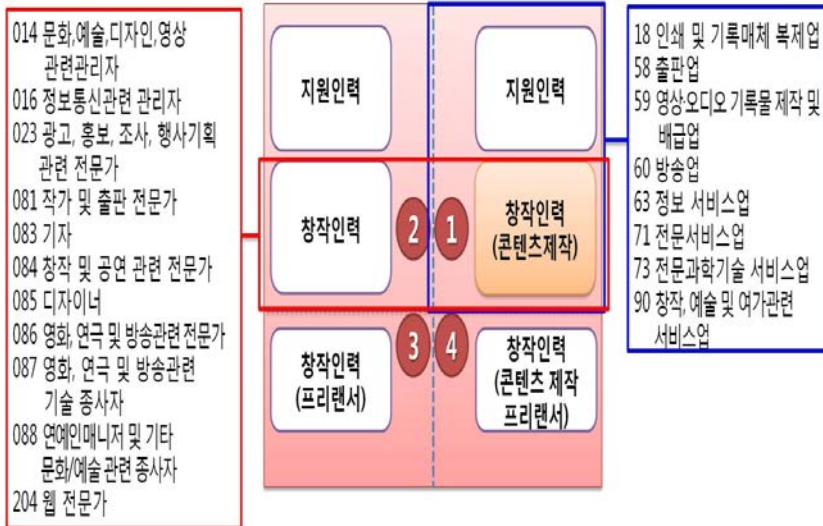 014 문화,예술,디자인,영상
관련관리자
016 정보통신관련 관리자
023 광고, 홍보, 조사, 행사기획
관련 전문가
081 작가 및 출판 전문가
083 기자
084 창작 및 공연 관련 전문가
085 디자이너
086 영화, 연극 및 방송관련 전문가
087 영화, 연극 및 방송관련
기술 종사자
088 연예인매니저 및 기타
문화/예술 관련 종사자
204 웹 전문가
지원인력
지원인력
창작인력
2
1
창작인력
(콘텐츠제작)
3
4
창작인력
(프리랜서)
창작인력
(콘텐츠 제작
프리랜서)
18 인쇄 및 기록매체 복제업
58 출판업
59 영상·오디오 기록물 제작 및
배급업
60 방송업
63 정보 서비스업
71 전문서비스업
73 전문과학기술 서비스업
90 창작, 예술 및 여가관련
서비스업